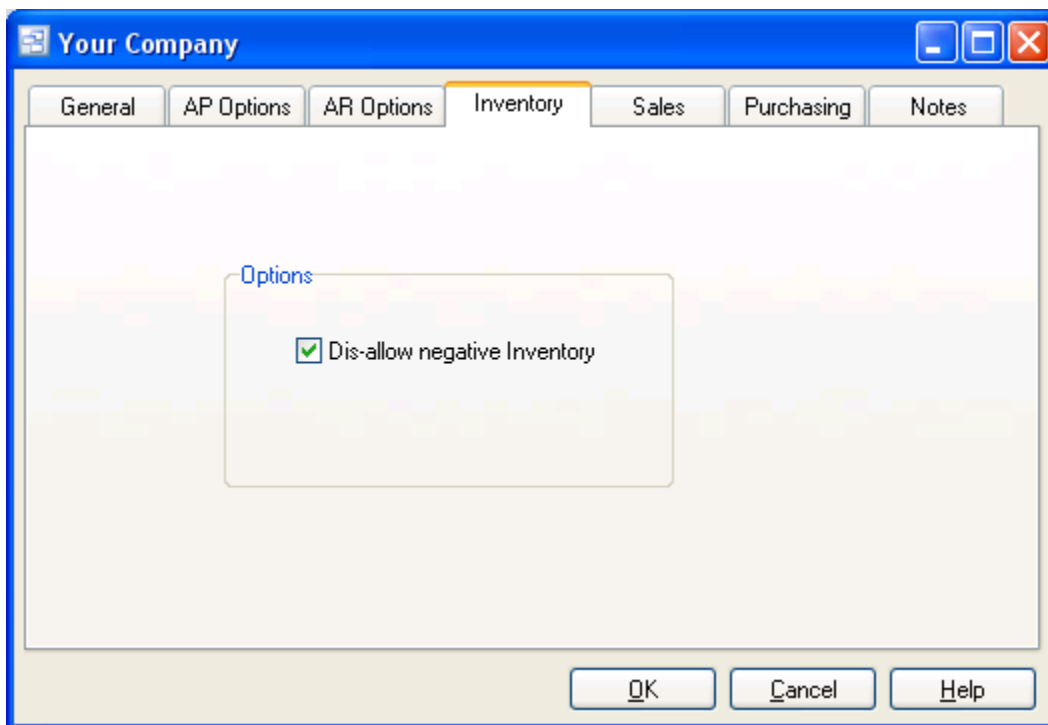 Your Company
General AP Options AR Options Inventory Sales Purchasing Notes
Options
Dis-allow negative Inventory
OK Cancel Help